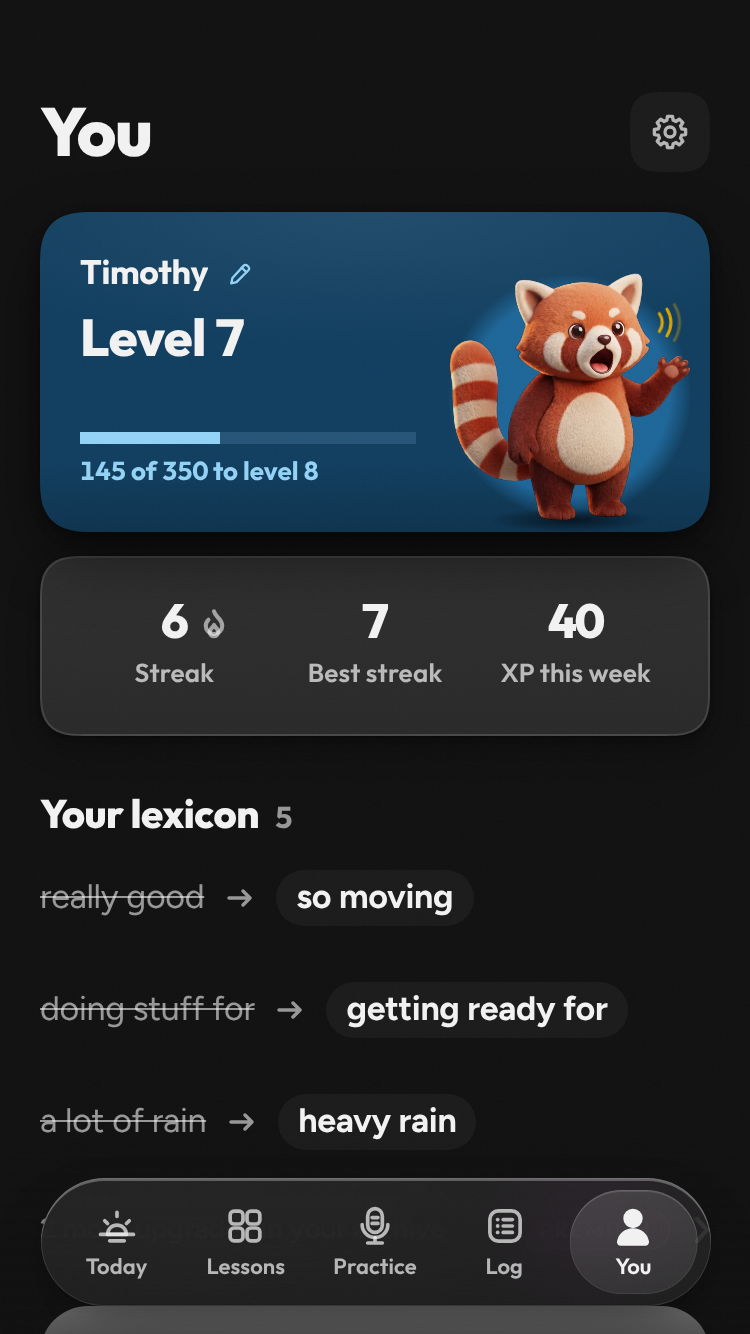 You
Timothy
Level 7
145 of 350 to level 8
6
7
40
Streak
Best streak
XP this week
Your lexicon 5
really good → so moving
doing stuff for → getting ready for
a lot of rain → heavy rain
Today
Lessons
Practice
Log
You